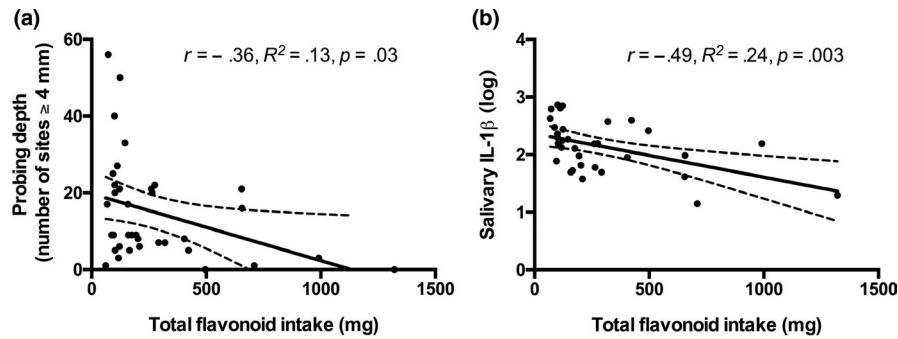 (a)
r = − .36, R² = .13, p = .03
Probing depth
(number of sites ≥ 4 mm)
60
40
20
0
0 500 1000 1500
Total flavonoid intake (mg)
(b)
r = −.49, R² = .24, p = .003
Salivary IL-1β (log)
4
3
2
1
0
0 500 1000 1500
Total flavonoid intake (mg)